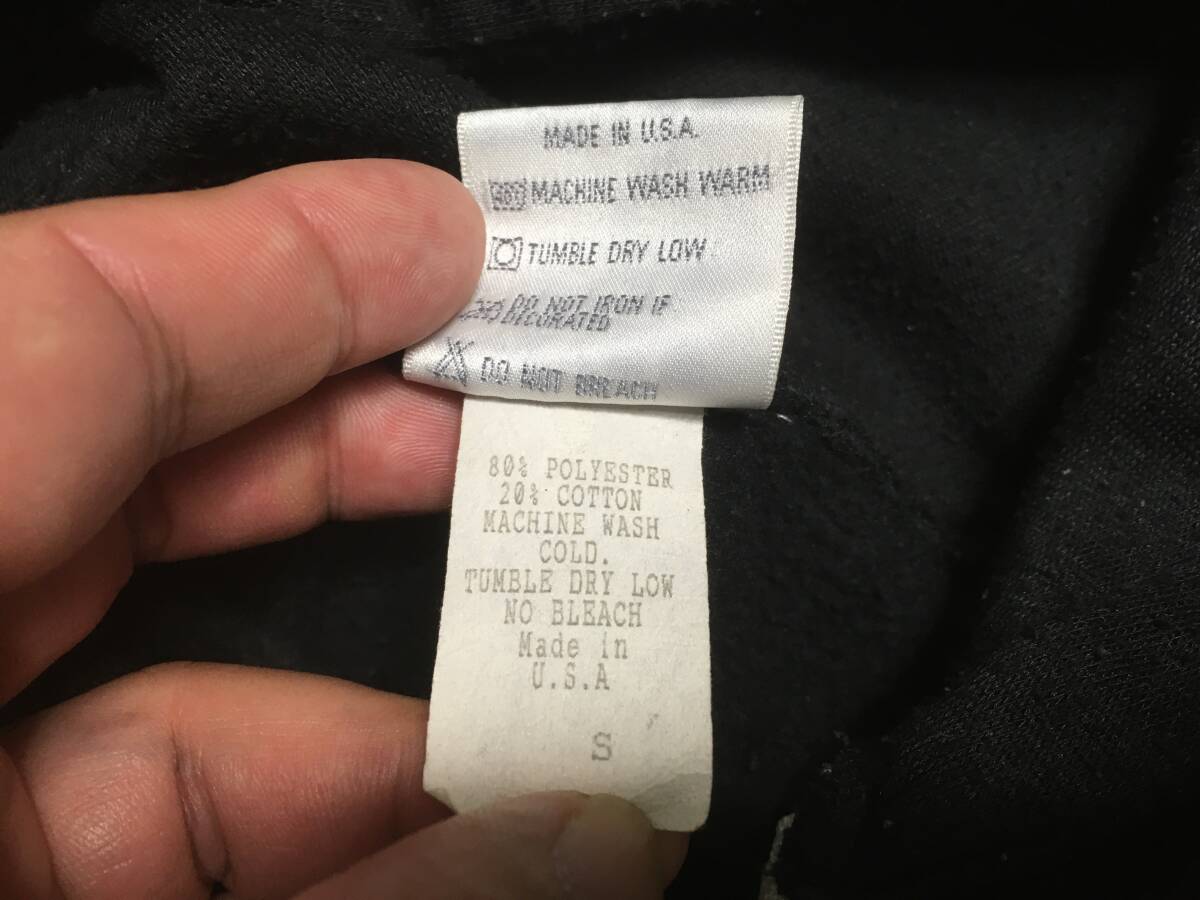 MADE IN U.S.A.
MACHINE WASH WARM
TUMBLE DRY LOW
DO NOT IRON IF
DECORATED
DO NOT BLEACH
80% POLYESTER
20% COTTON
MACHINE WASH
COLD.
TUMBLE DRY LOW
NO BLEACH
Made in
U.S.A
S